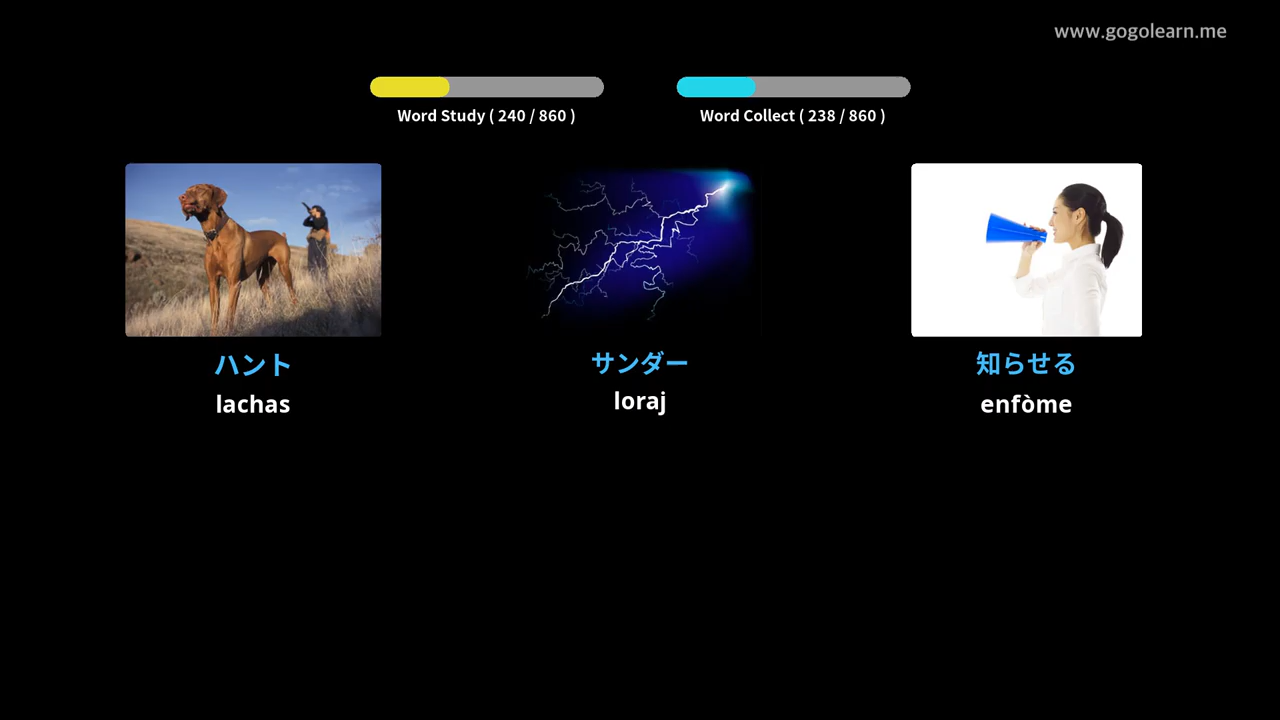 www.gogolearn.me
Word Study ( 240 / 860 )
Word Collect ( 238 / 860 )
ハント
lachas
サンダー
loraj
知らせる
enfòme